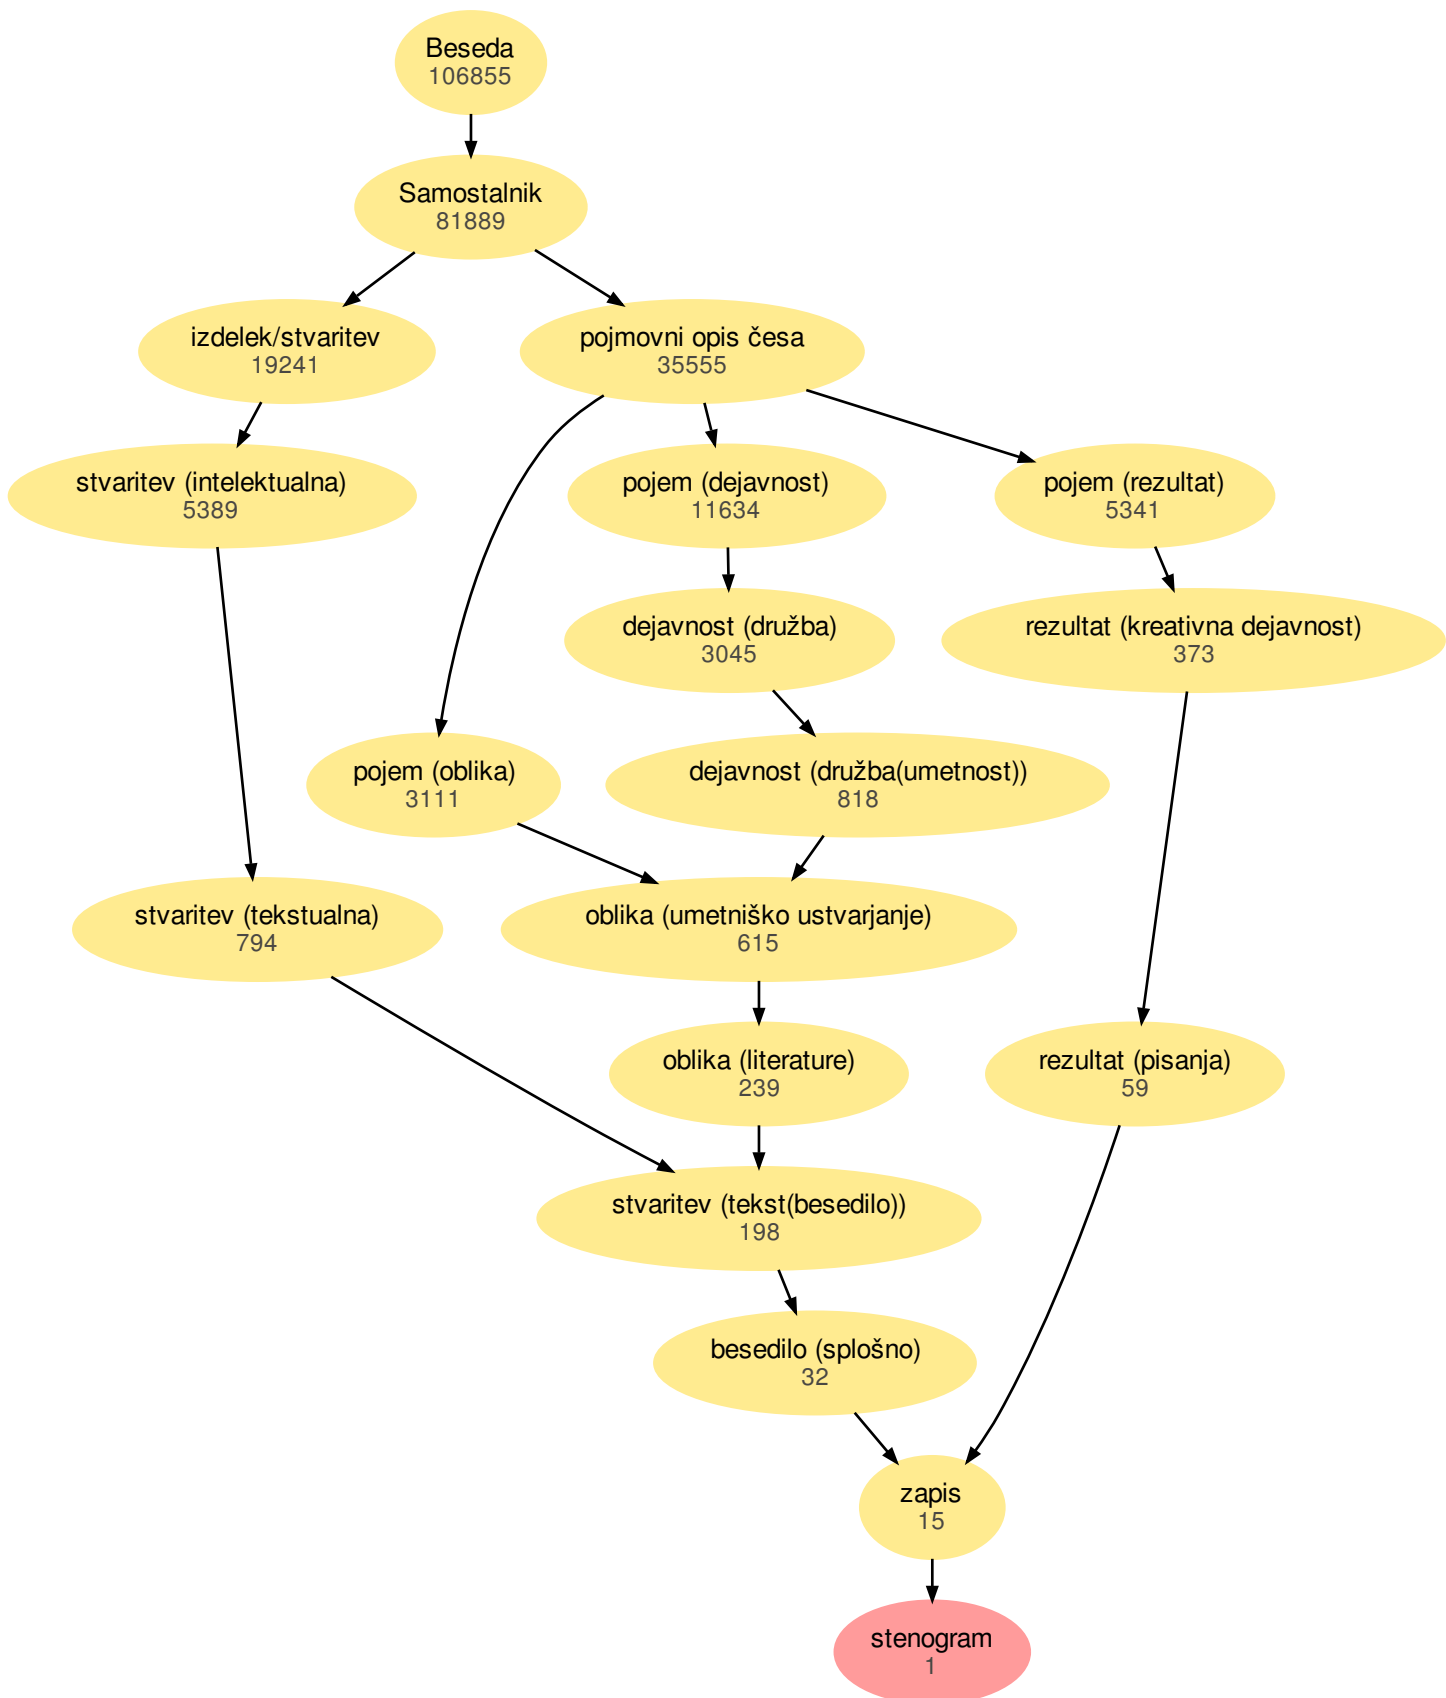 Beseda
106855
Samostalnik
81889
izdelek/stvaritev
19241
pojmovni opis česa
35555
stvaritev (intelektualna)
5389
pojem (dejavnost)
11634
pojem (rezultat)
5341
dejavnost (družba)
3045
rezultat (kreativna dejavnost)
373
pojem (oblika)
3111
dejavnost (družba(umetnost))
818
stvaritev (tekstualna)
794
oblika (umetniško ustvarjanje)
615
oblika (literature)
239
rezultat (pisanja)
59
stvaritev (tekst(besedilo))
198
besedilo (splošno)
32
zapis
15
stenogram
1